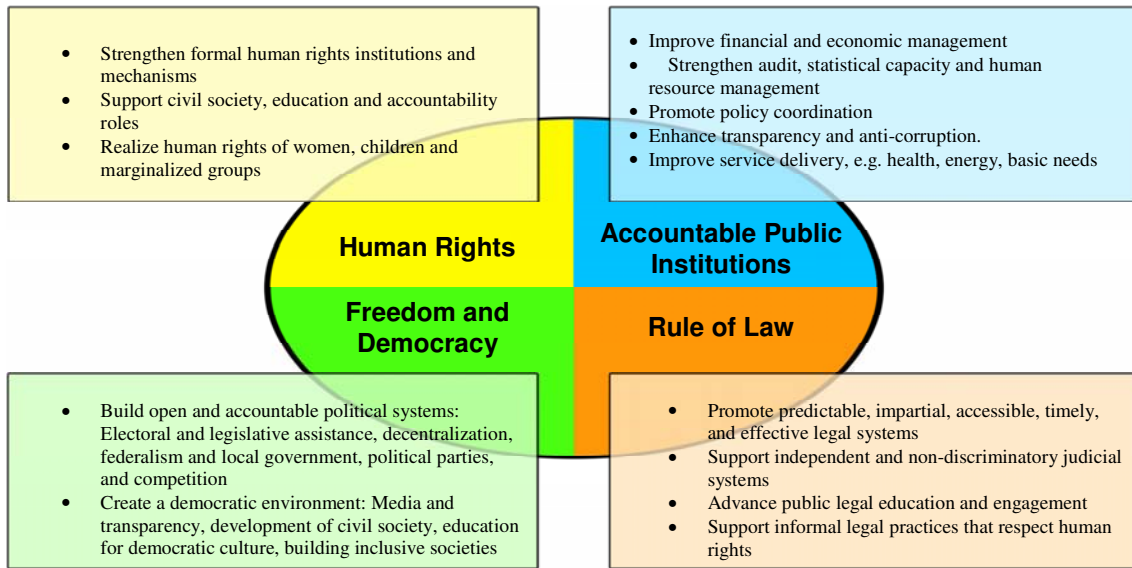 • Strengthen formal human rights institutions and
mechanisms
• Support civil society, education and accountability
roles
• Realize human rights of women, children and
marginalized groups
• Improve financial and economic management
• Strengthen audit, statistical capacity and human
resource management
• Promote policy coordination
• Enhance transparency and anti-corruption.
• Improve service delivery, e.g. health, energy, basic needs
Human Rights
Accountable Public
Institutions
Freedom and
Democracy
Rule of Law
• Build open and accountable political systems:
Electoral and legislative assistance, decentralization,
federalism and local government, political parties,
and competition
• Create a democratic environment: Media and
transparency, development of civil society, education
for democratic culture, building inclusive societies
• Promote predictable, impartial, accessible, timely,
and effective legal systems
• Support independent and non-discriminatory judicial
systems
• Advance public legal education and engagement
• Support informal legal practices that respect human
rights